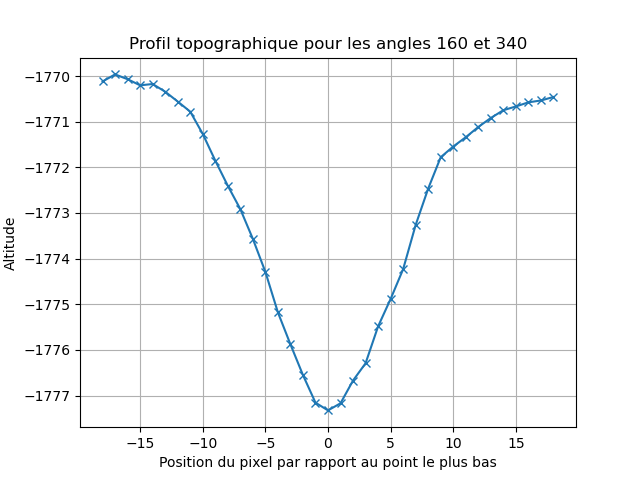 Profil topographique pour les angles 160 et 340
Altitude
−1770
−1771
−1772
−1773
−1774
−1775
−1776
−1777
−15 −10 −5 0 5 10 15
Position du pixel par rapport au point le plus bas